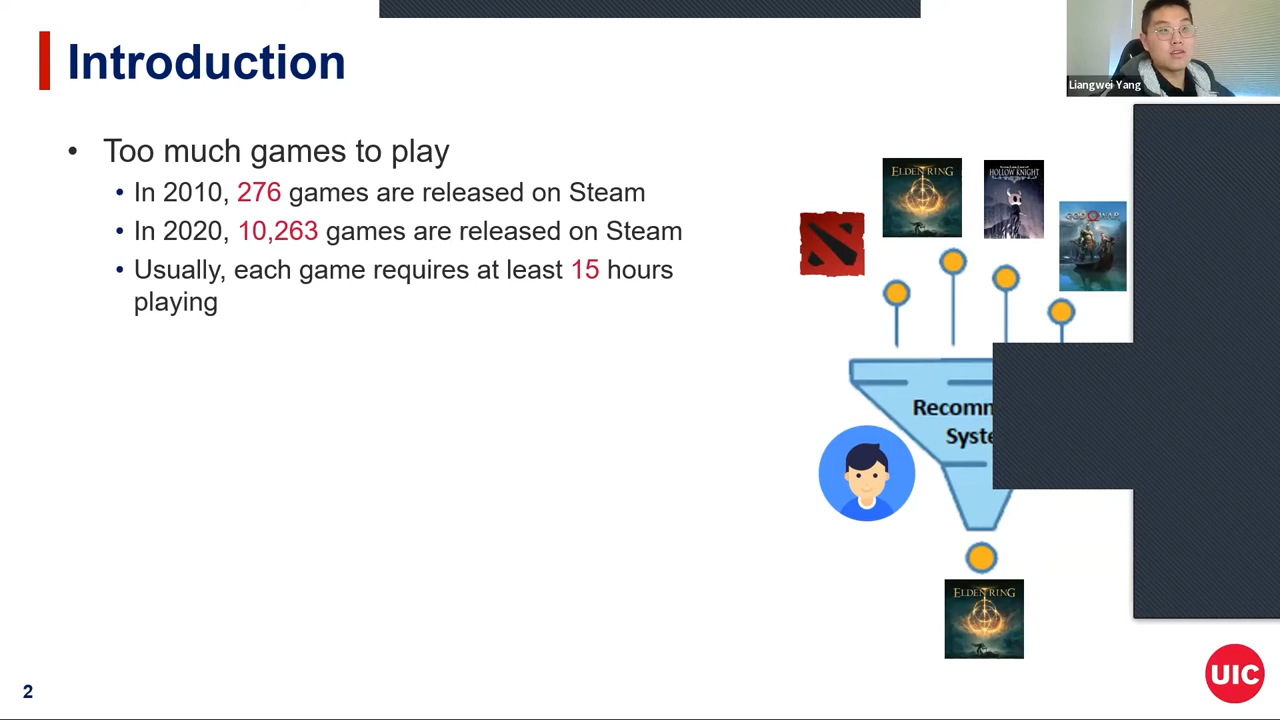 Introduction
Liangwei Yang
• Too much games to play
• In 2010, 276 games are released on Steam
• In 2020, 10,263 games are released on Steam
• Usually, each game requires at least 15 hours
playing
ELDEN RING
HOLLOW KNIGHT
GOD OF WAR
Recomm
Syste
ELDEN RING
2
UIC